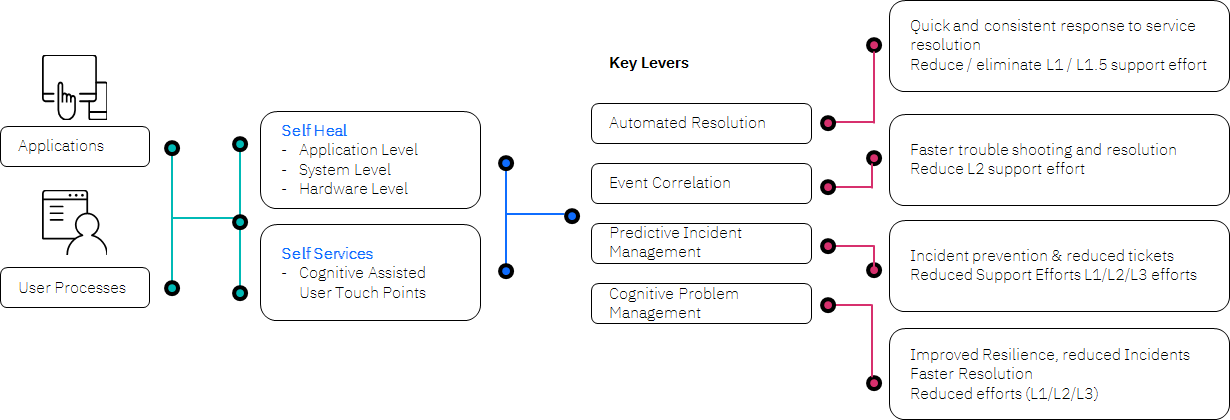 Applications
User Processes
Self Heal
- Application Level
- System Level
- Hardware Level
Self Services
- Cognitive Assisted
User Touch Points
Key Levers
Automated Resolution
Event Correlation
Predictive Incident
Management
Cognitive Problem
Management
Quick and consistent response to service
resolution
Reduce / eliminate L1 / L1.5 support effort
Faster trouble shooting and resolution
Reduce L2 support effort
Incident prevention & reduced tickets
Reduced Support Efforts L1/L2/L3 efforts
Improved Resilience, reduced Incidents
Faster Resolution
Reduced efforts (L1/L2/L3)